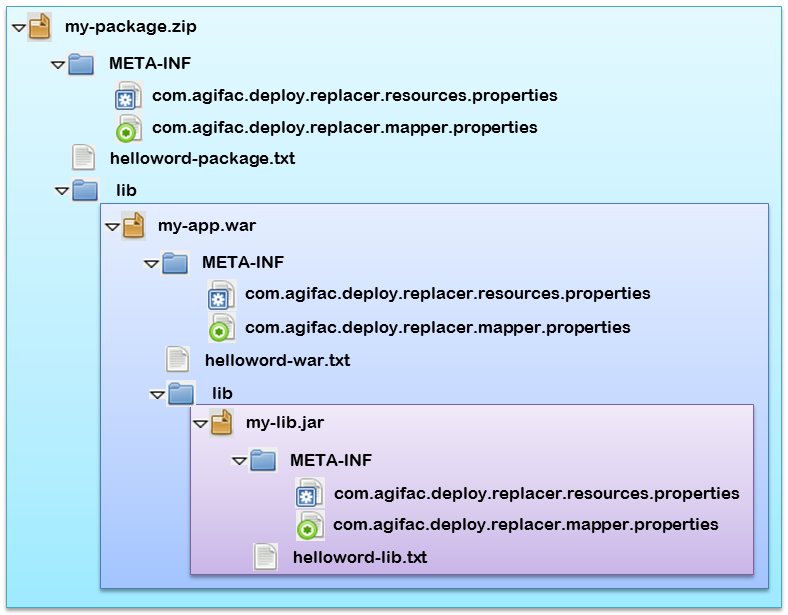 my-package.zip
META-INF
com.agifac.deploy.replacer.resources.properties
com.agifac.deploy.replacer.mapper.properties
helloword-package.txt
lib
my-app.war
META-INF
com.agifac.deploy.replacer.resources.properties
com.agifac.deploy.replacer.mapper.properties
helloword-war.txt
lib
my-lib.jar
META-INF
com.agifac.deploy.replacer.resources.properties
com.agifac.deploy.replacer.mapper.properties
helloword-lib.txt